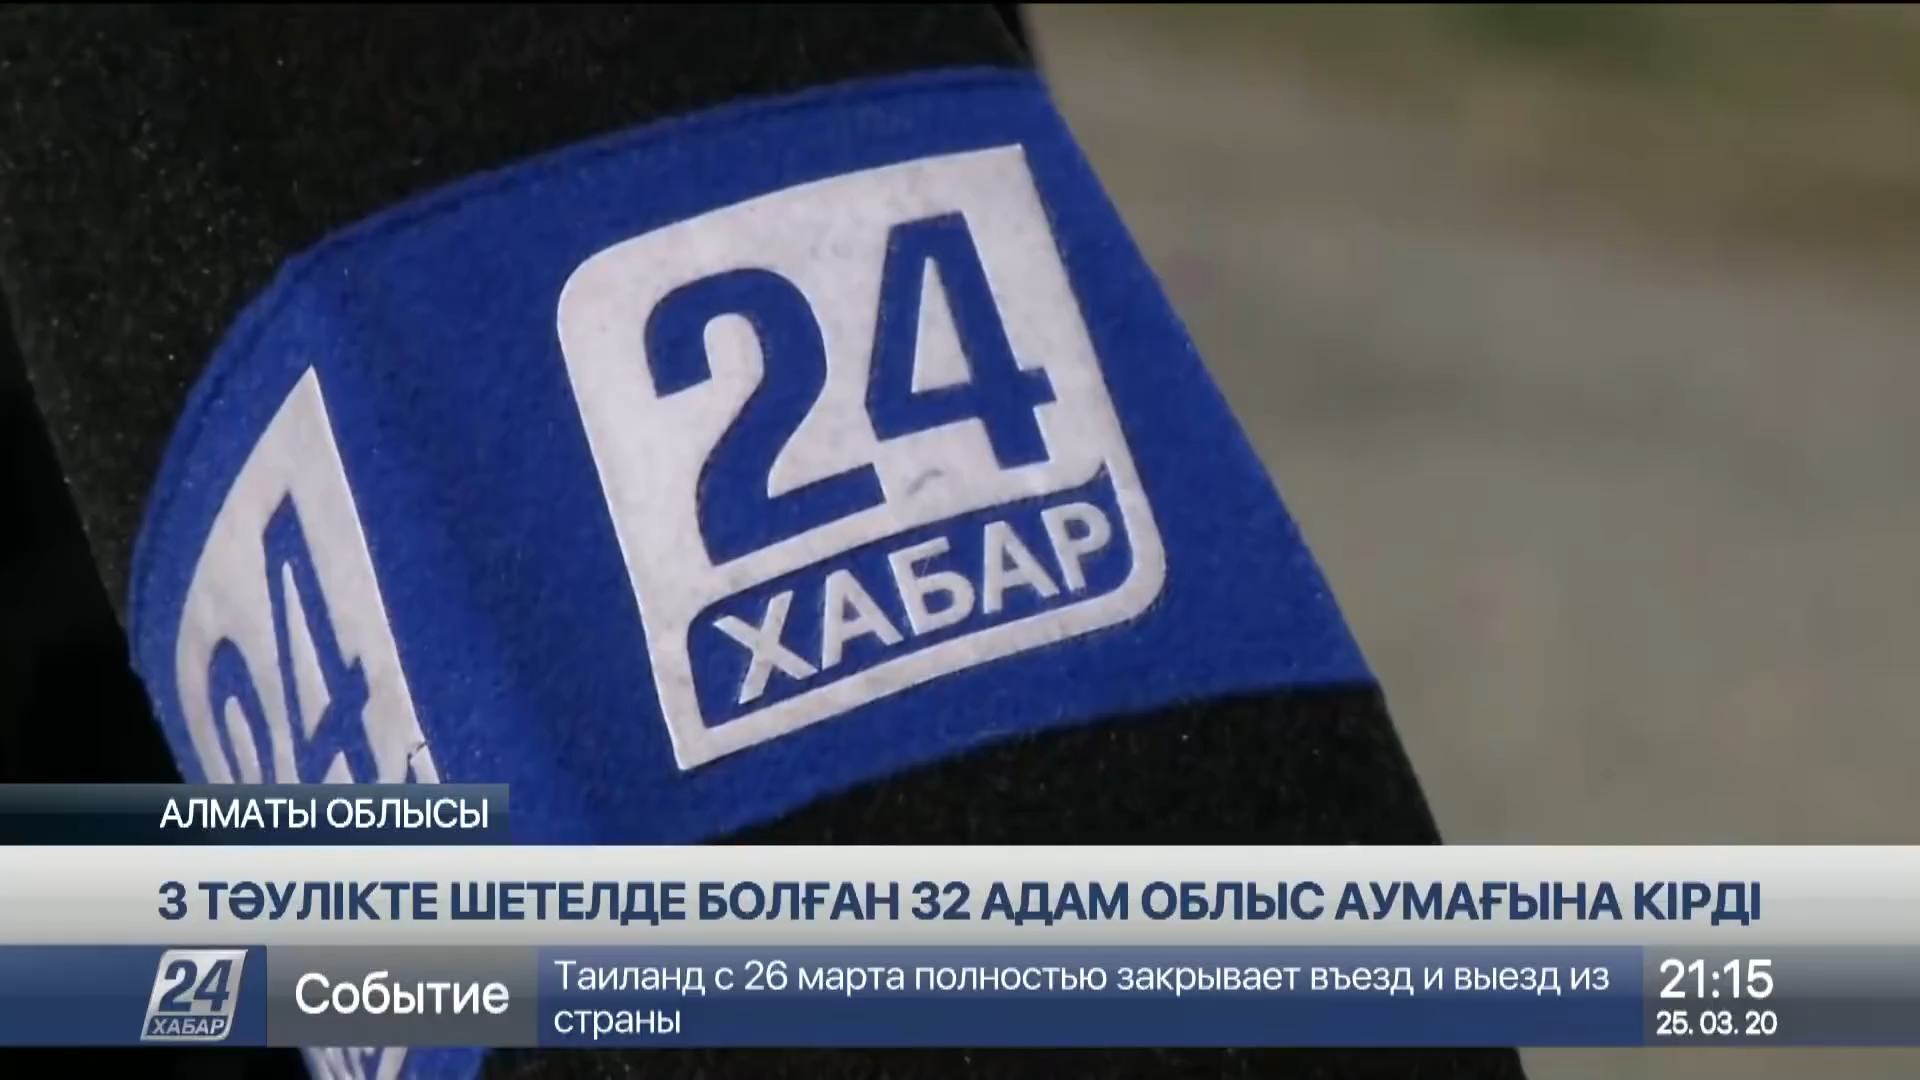 24
ХАБАР
24
АЛМАТЫ ОБЛЫСЫ
3 ТӘУЛІКТЕ ШЕТЕЛДЕ БОЛҒАН 32 АДАМ ОБЛЫС АУМАҒЫНА КІРДІ
24
ХАБАР
Событие
Таиланд с 26 марта полностью закрывает въезд и выезд из
страны
21:15
25. 03. 20